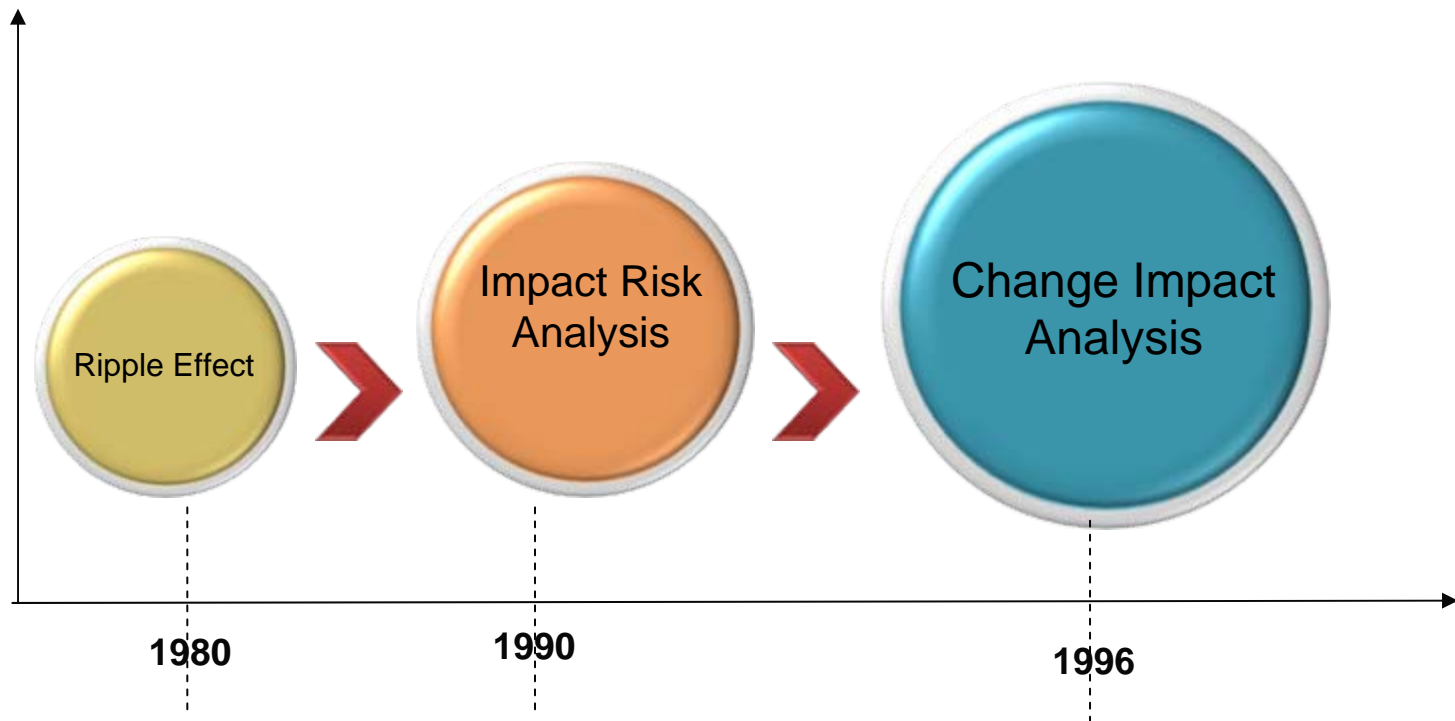 Ripple Effect
Impact Risk
Analysis
Change Impact
Analysis
1980
1990
1996